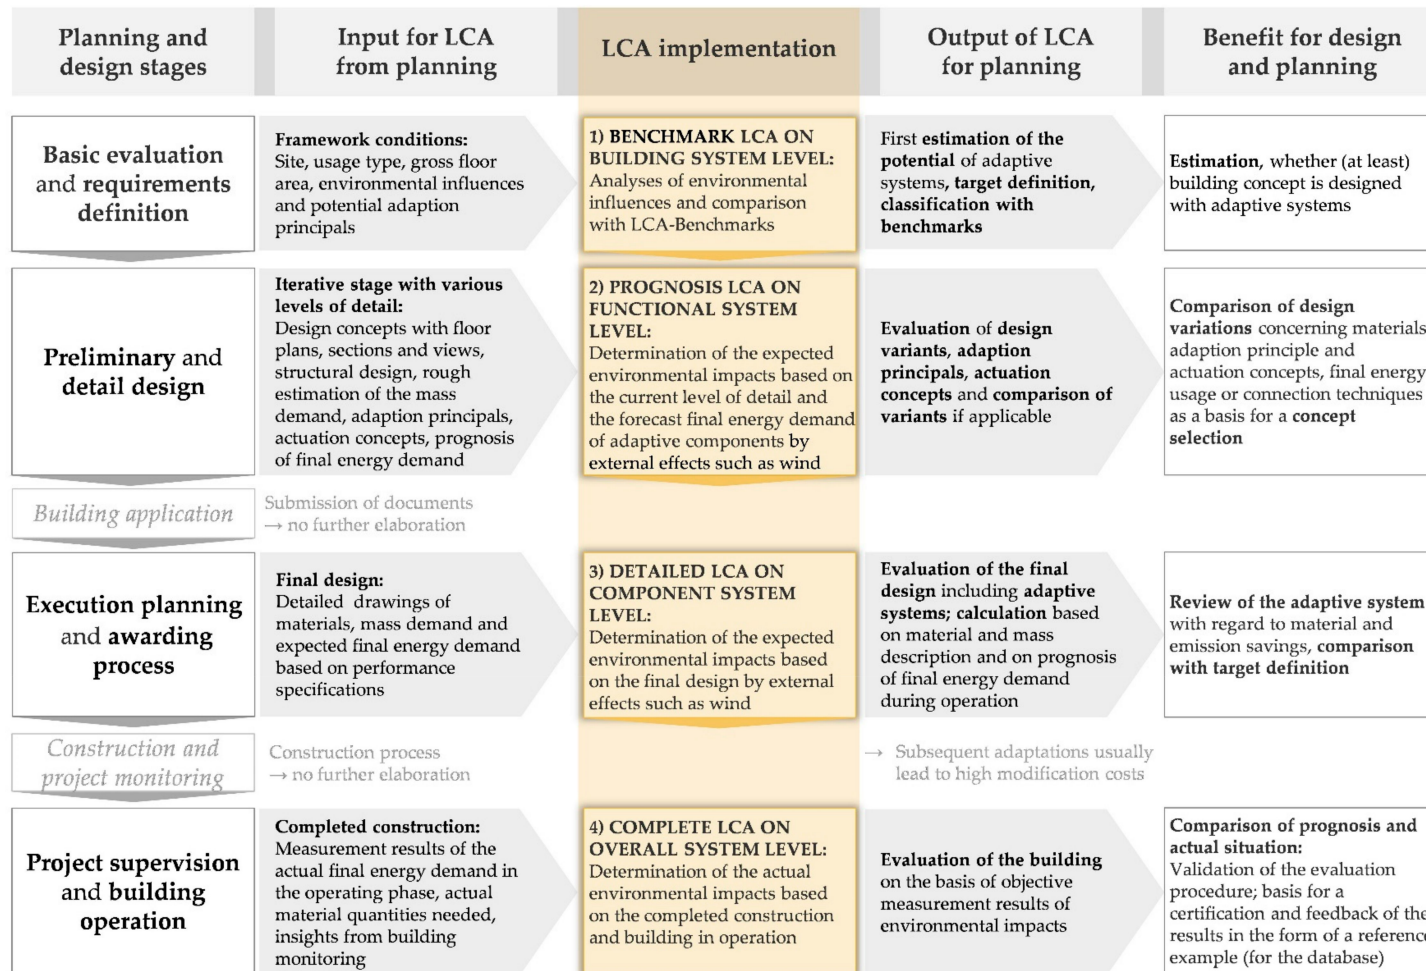 Planning and
design stages
Input for LCA
from planning
LCA implementation
Output of LCA
for planning
Benefit for design
and planning
Basic evaluation
and requirements
definition
Framework conditions:
Site, usage type, gross floor
area, environmental influences
and potential adaption
principals
1) BENCHMARK LCA ON
BUILDING SYSTEM LEVEL:
Analyses of environmental
influences and comparison
with LCA-Benchmarks
First estimation of the
potential of adaptive
systems, target definition,
classification with
benchmarks
Estimation, whether (at least)
building concept is designed
with adaptive systems
Preliminary and
detail design
Iterative stage with various
levels of detail:
Design concepts with floor
plans, sections and views,
structural design, rough
estimation of the mass
demand, adaption principals,
actuation concepts, prognosis
of final energy demand
2) PROGNOSIS LCA ON
FUNCTIONAL SYSTEM
LEVEL:
Determination of the expected
environmental impacts based on
the current level of detail and
the forecast final energy demand
of adaptive components by
external effects such as wind
Evaluation of design
variants, adaption
principals, actuation
concepts and comparison of
variants if applicable
Comparison of design
variations concerning materials
adaption principle and
actuation concepts, final energy
usage or connection techniques
as a basis for a concept
selection
Building application
Submission of documents
→ no further elaboration
Execution planning
and awarding
process
Final design:
Detailed drawings of
materials, mass demand and
expected final energy demand
based on performance
specifications
3) DETAILED LCA ON
COMPONENT SYSTEM
LEVEL:
Determination of the expected
environmental impacts based
on the final design by external
effects such as wind
Evaluation of the final
design including adaptive
systems; calculation based
on material and mass
description and on prognosis
of final energy demand
during operation
Review of the adaptive system
with regard to material and
emission savings, comparison
with target definition
Construction and
project monitoring
Construction process
→ no further elaboration
→ Subsequent adaptations usually
lead to high modification costs
Project supervision
and building
operation
Completed construction:
Measurement results of the
actual final energy demand in
the operating phase, actual
material quantities needed,
insights from building
monitoring
4) COMPLETE LCA ON
OVERALL SYSTEM LEVEL:
Determination of the actual
environmental impacts based
on the completed construction
and building in operation
Evaluation of the building
on the basis of objective
measurement results of
environmental impacts
Comparison of prognosis and
actual situation:
Validation of the evaluation
procedure; basis for a
certification and feedback of the
results in the form of a reference
example (for the database)